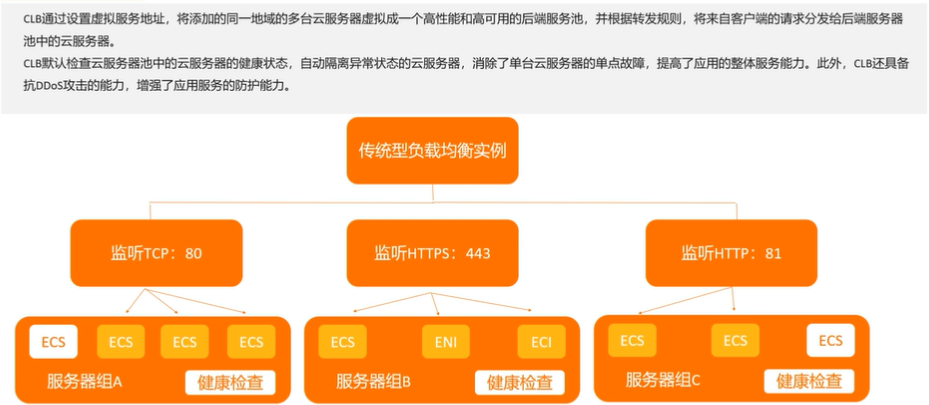 CLB通过设置虚拟服务地址，将添加的同一地域的多台云服务器虚拟成一个高性能和高可用的后端服务池，并根据转发规则，将来自客户端的请求分发给后端服务器
池中的云服务器。
CLB默认检查云服务器池中的云服务器的健康状态，自动隔离异常状态的云服务器，消除了单台云服务器的单点故障，提高了应用的整体服务能力。此外，CLB还具备
抗DDoS攻击的能力，增强了应用服务的防护能力。
传统型负载均衡实例
监听TCP：80
监听HTTPS：443
监听HTTP：81
ECS
ECS
ECS
ECS
服务器组A
健康检查
ECS
ENI
ECI
服务器组B
健康检查
ECS
ECS
ECS
服务器组C
健康检查